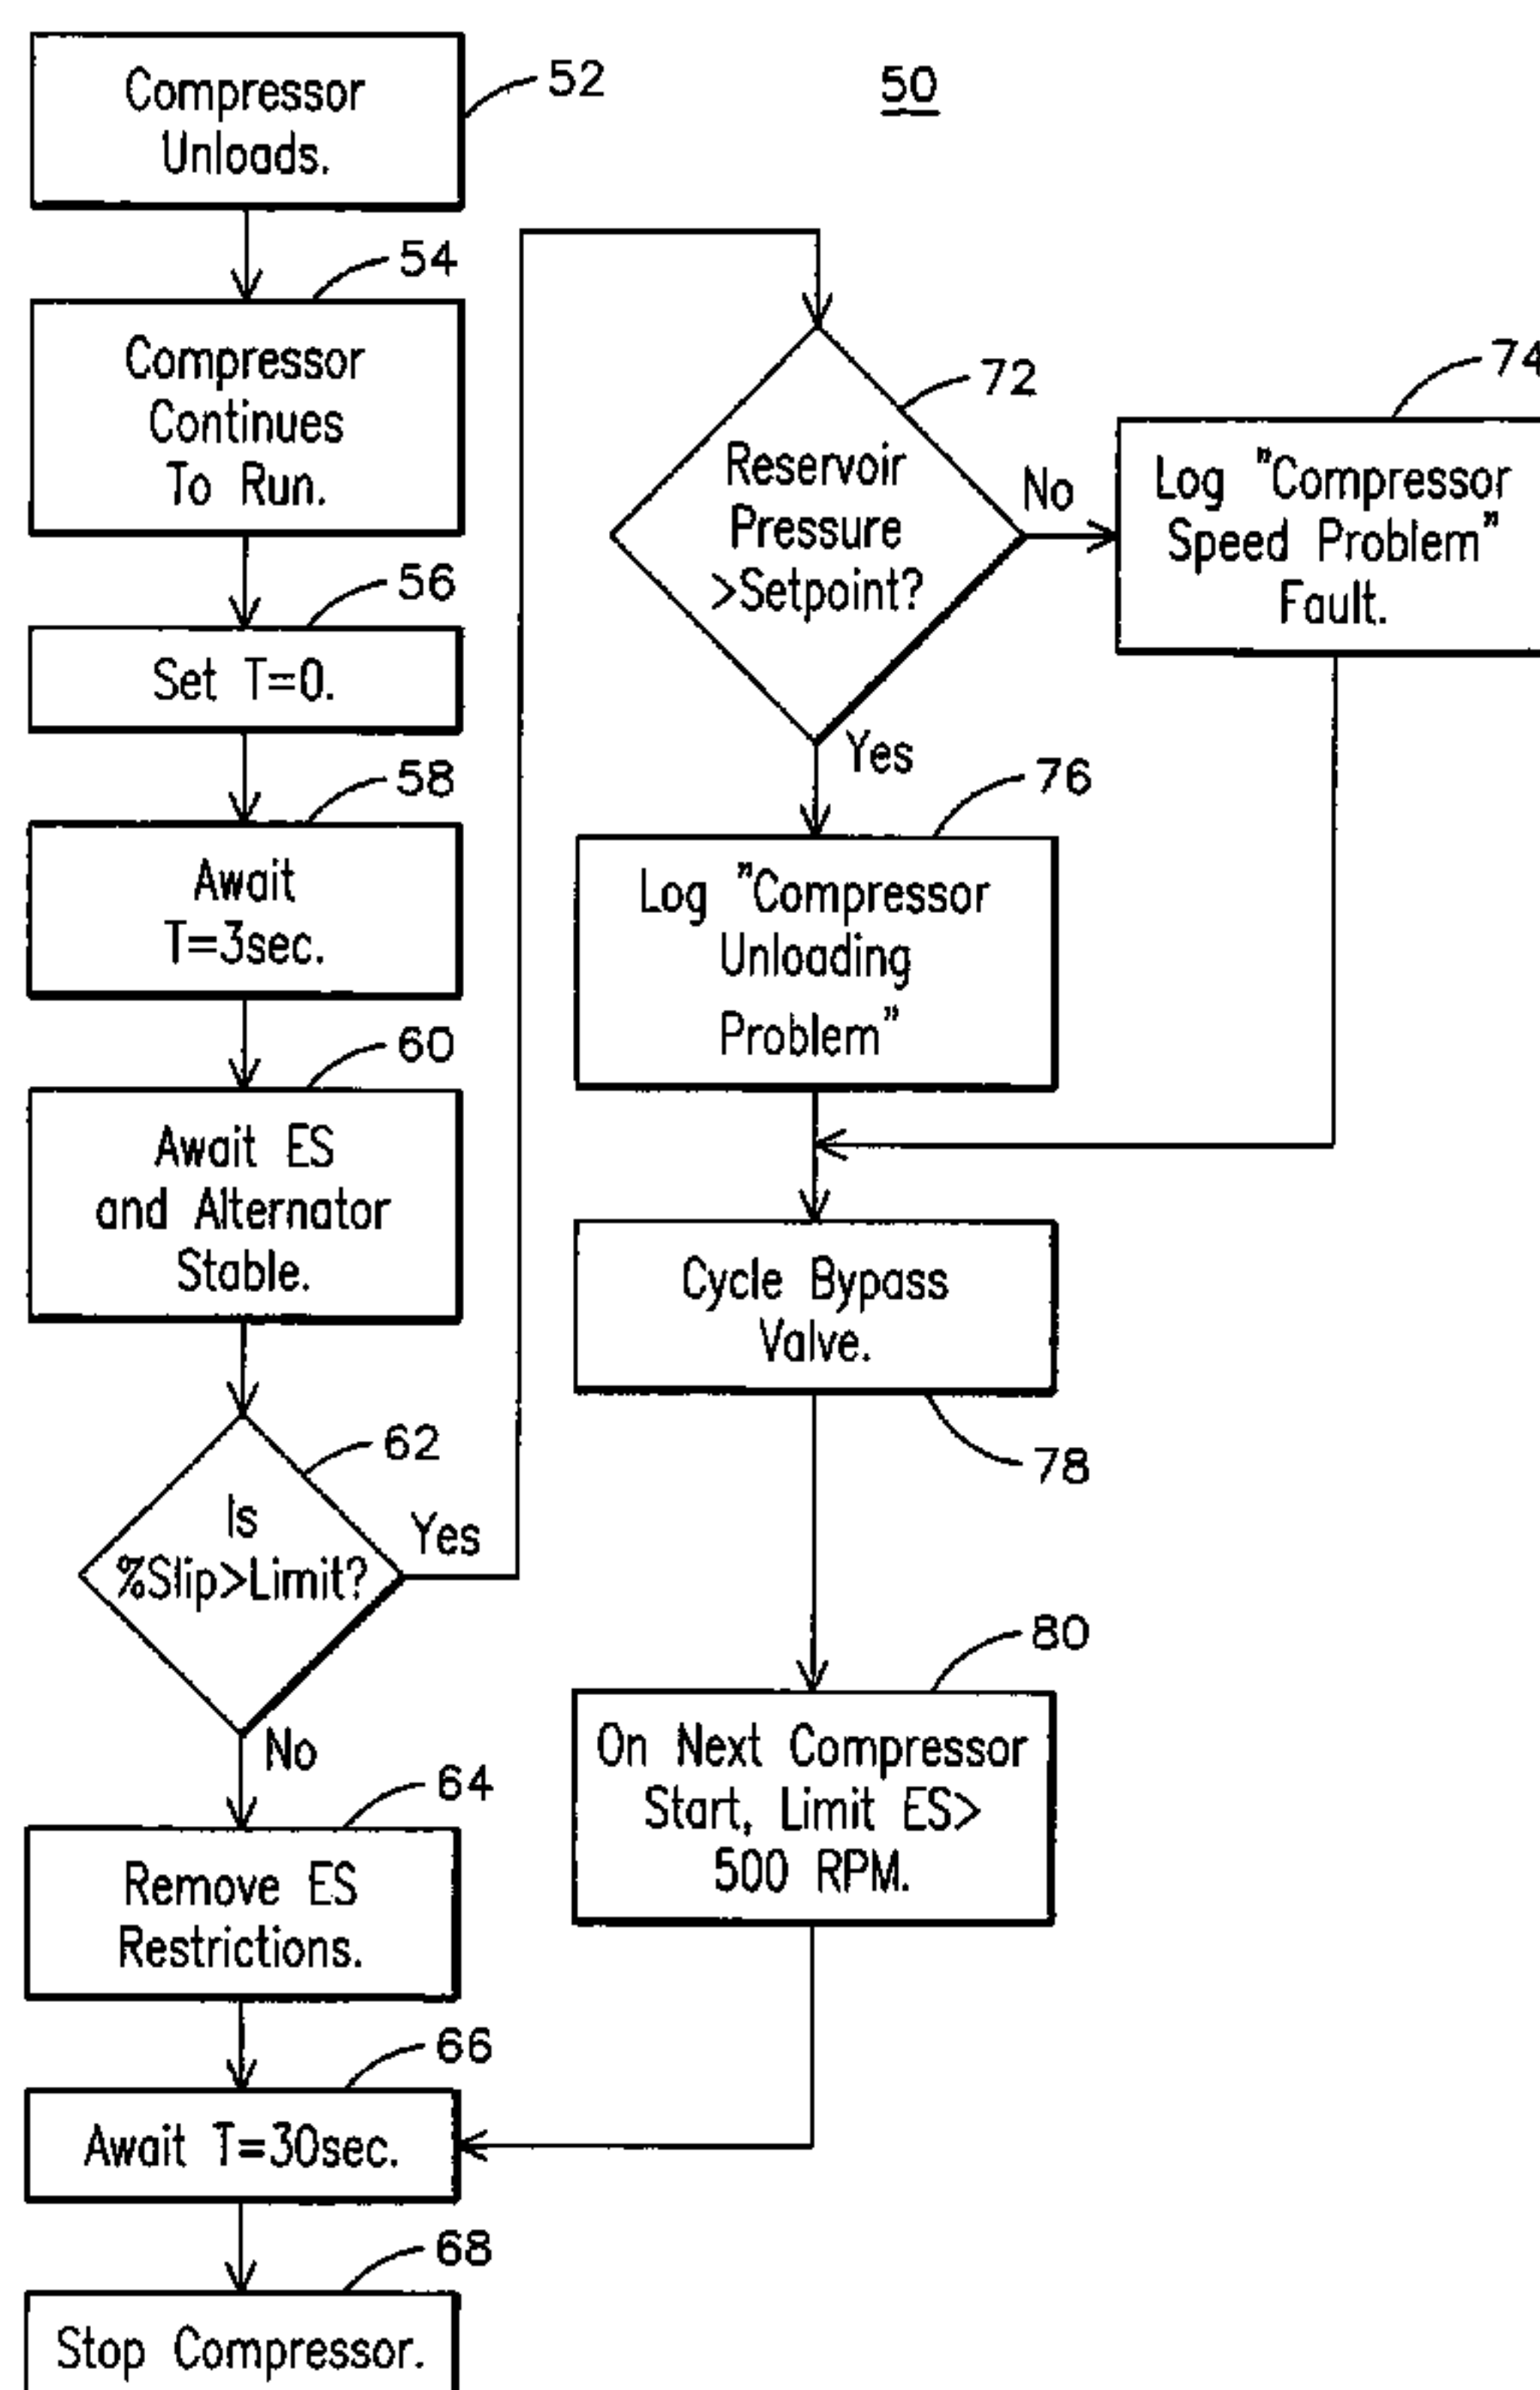 Compressor
Unloads.
52
50
54
Compressor
Continues
To Run.
56
Set T=0.
58
Await
T=3sec.
60
Await ES
and Alternator
Stable.
62
Is
%Slip>Limit?
Yes
No
64
Remove ES
Restrictions.
66
Await T=30sec.
68
Stop Compressor.
72
Reservoir
Pressure
>Setpoint?
No
Yes
74
Log "Compressor
Speed Problem"
Fault.
76
Log "Compressor
Unloading
Problem"
Cycle Bypass
Valve.
78
80
On Next Compressor
Start, Limit ES>
500 RPM.